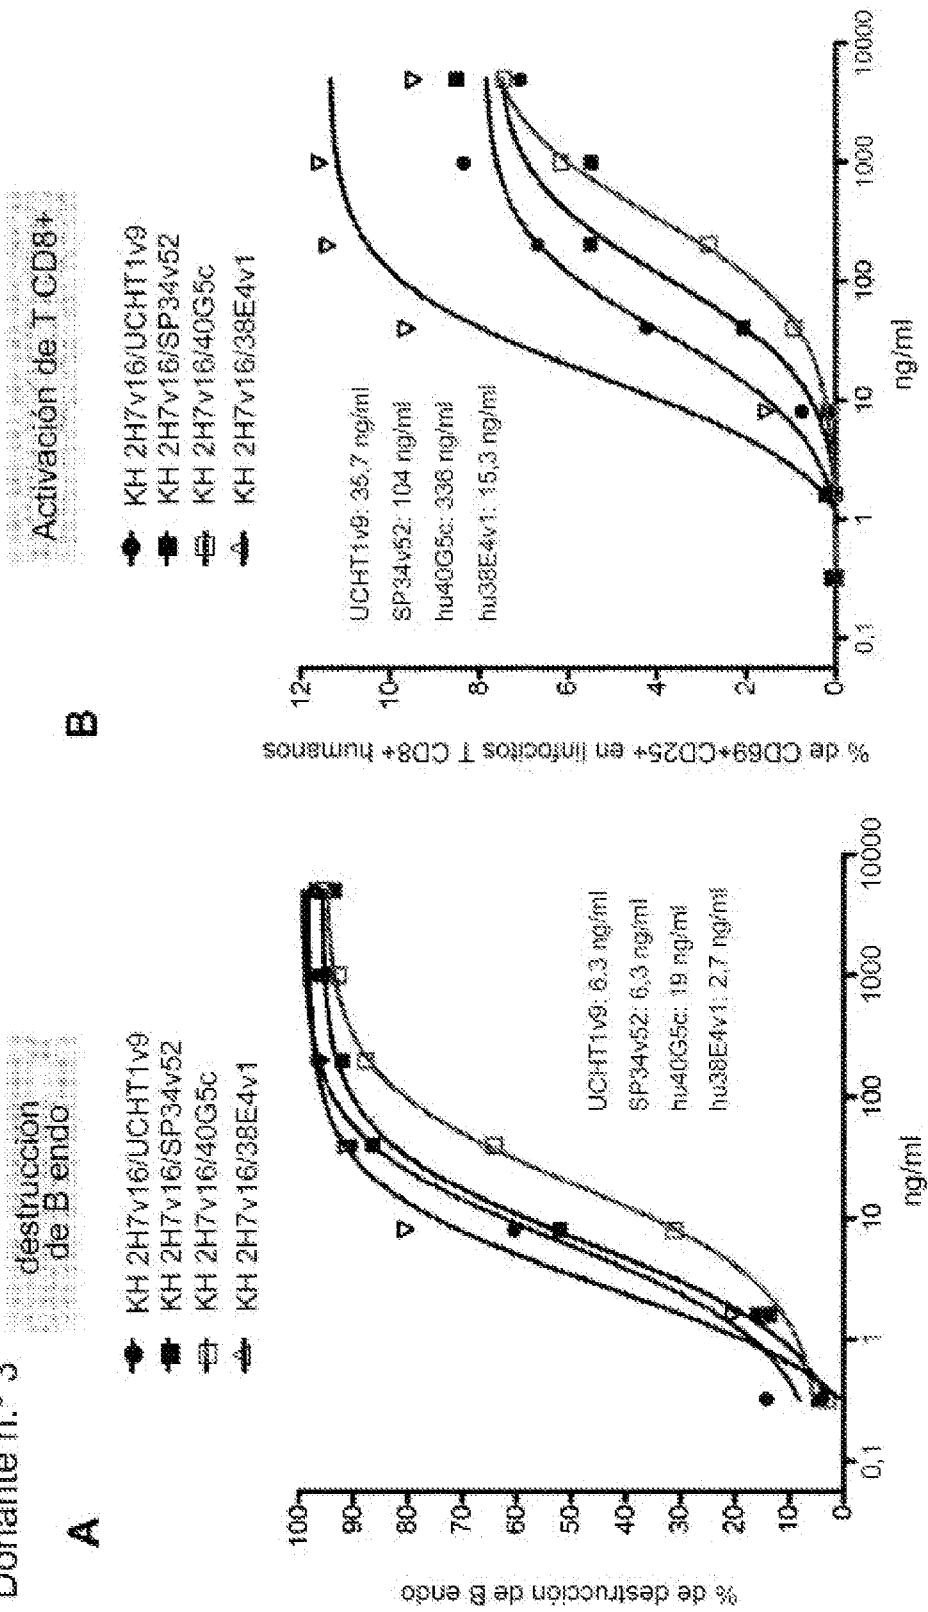 Donante n.º 3
A
destrucción
de B endo
KH 2H7v16/UCHT1v9
KH 2H7v16/SP34v52
KH 2H7v16/40G5c
KH 2H7v16/38E4v1
% de destrucción de B endo
100
90
80
70
60
50
40
30
20
10
0
UCHT1v9: 6.3 ng/ml
SP34v52: 6,3 ng/ml
hu40G5c: 19 ng/ml
hu38E4v1: 2,7 ng/ml
0,1
1
10
100
1000
10000
ng/ml
B
Activación de T CD8+
KH 2H7v16/UCHT1v9
KH 2H7v16/SP34v52
KH 2H7v16/40G5c
KH 2H7v16/38E4v1
% de CD69+CD25+ en linfocitos T CD8+ humanos
12
10
8
6
4
2
0
UCHT1v9: 35.7 ng/ml
SP34v52: 104 ng/ml
hu40G5c: 336 ng/ml
hu38E4v1: 15,3 ng/ml
0,1
1
10
100
1000
10000
ng/ml